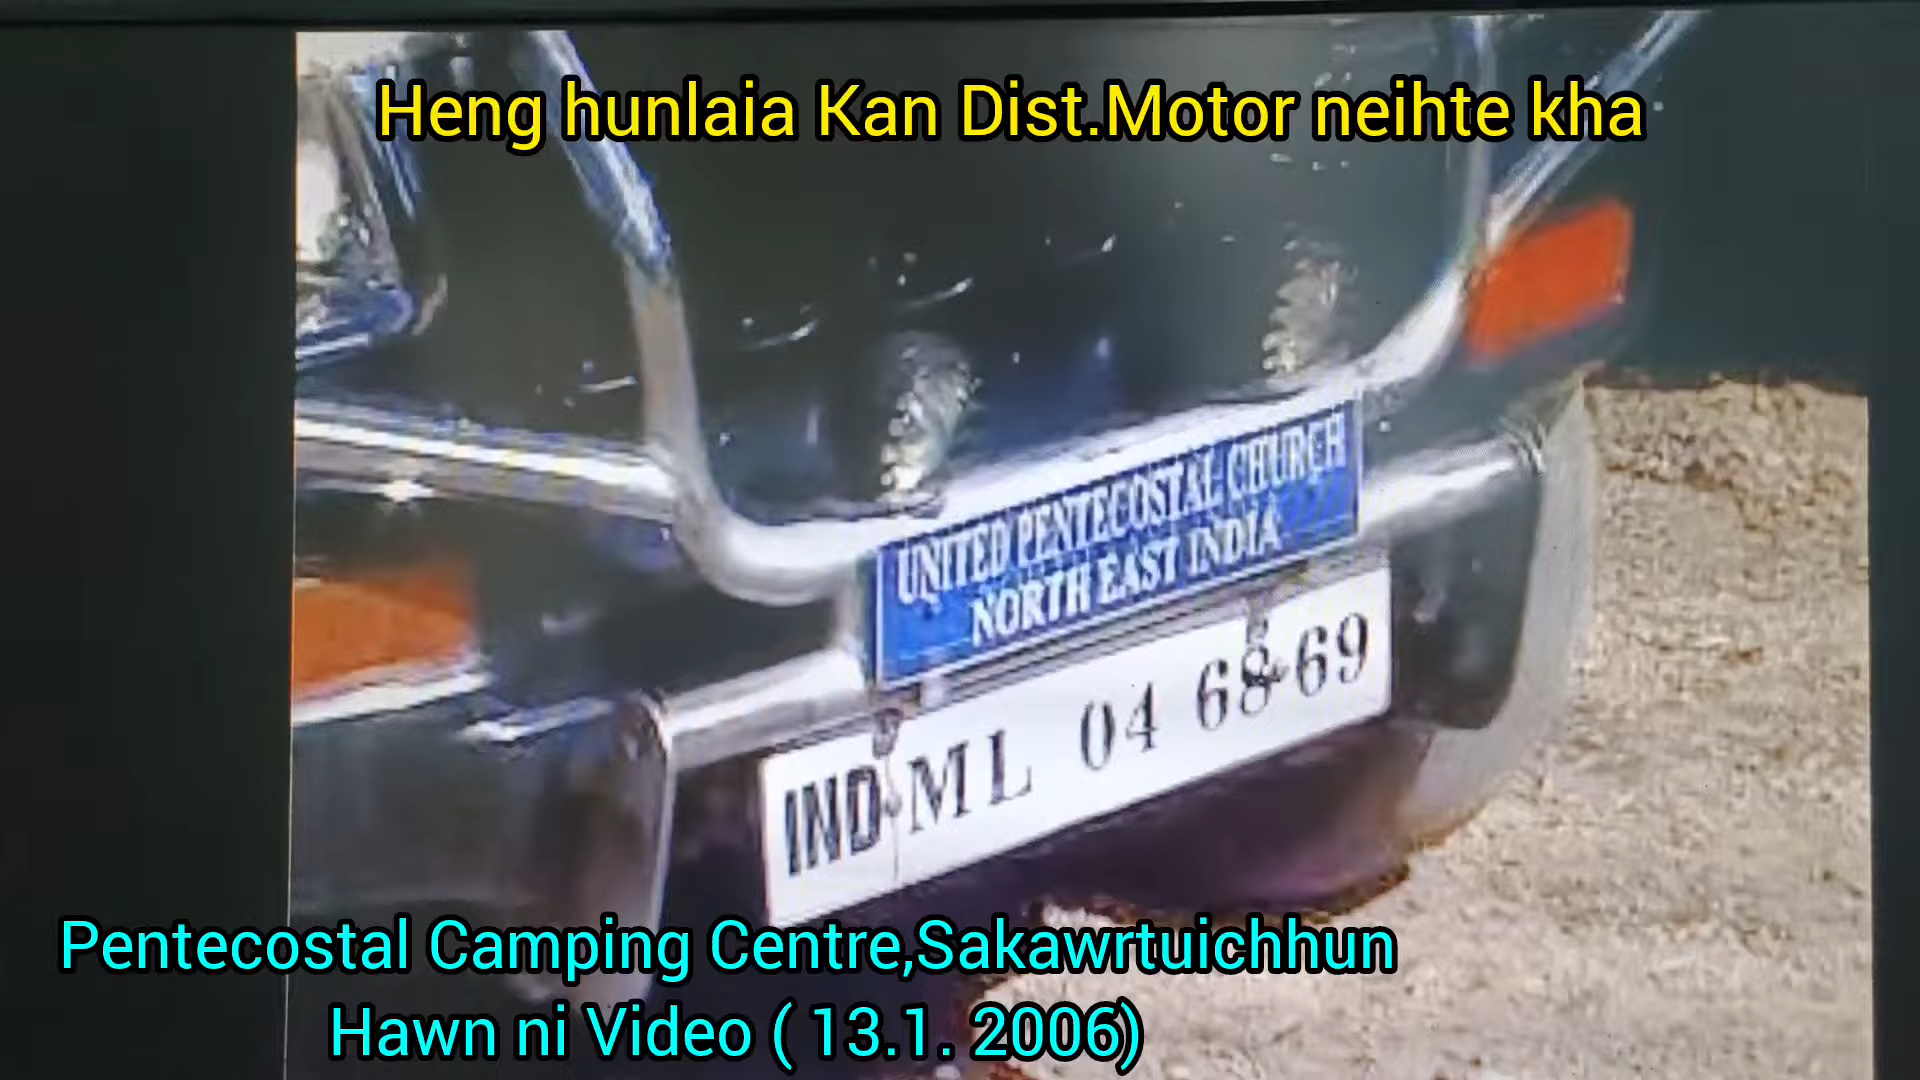 Heng hunlaia Kan Dist.Motor neihte kha
UNITED PENTECOSTAL CHURCH
NORTH EAST INDIA
IND ML 04 6869
Pentecostal Camping Centre,Sakawrtuichhun
Hawn ni Video ( 13.1. 2006)